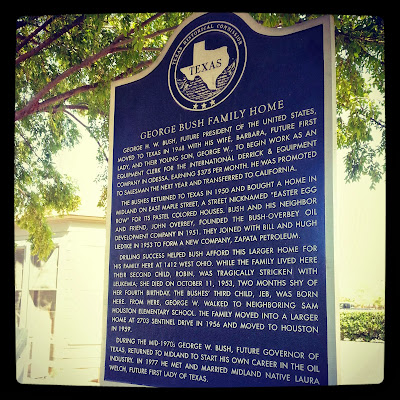 TEXAS HISTORICAL COMMISSION
TEXAS
GEORGE BUSH FAMILY HOME
GEORGE H. W. BUSH, FUTURE PRESIDENT OF THE UNITED STATES,
MOVED TO TEXAS IN 1948 WITH HIS WIFE, BARBARA, FUTURE FIRST
LADY, AND THEIR YOUNG SON, GEORGE W., TO BEGIN WORK AS AN
EQUIPMENT CLERK FOR THE INTERNATIONAL DERRICK & EQUIPMENT
COMPANY IN ODESSA, EARNING $375 PER MONTH. HE WAS PROMOTED
TO SALESMAN THE NEXT YEAR AND TRANSFERRED TO CALIFORNIA.
THE BUSHES RETURNED TO TEXAS IN 1950 AND BOUGHT A HOME IN
MIDLAND ON EAST MAPLE STREET, A STREET NICKNAMED "EASTER EGG
ROW" FOR ITS PASTEL COLORED HOUSES. BUSH AND HIS NEIGHBOR
AND FRIEND, JOHN OVERBEY, FOUNDED THE BUSH-OVERBEY OIL
DEVELOPMENT COMPANY IN 1951. THEY JOINED WITH BILL AND HUGH
LIEDKE IN 1953 TO FORM A NEW COMPANY, ZAPATA PETROLEUM.
DRILLING SUCCESS HELPED BUSH AFFORD THIS LARGER HOME FOR
HIS FAMILY HERE AT 1412 WEST OHIO. WHILE THE FAMILY LIVED HERE
THEIR SECOND CHILD, ROBIN, WAS TRAGICALLY STRICKEN WITH
LEUKEMIA; SHE DIED ON OCTOBER 11, 1953, TWO MONTHS SHY OF
HER FOURTH BIRTHDAY. THE BUSHES' THIRD CHILD, JEB, WAS BORN
HERE. FROM HERE, GEORGE W. WALKED TO NEIGHBORING SAM
HOUSTON ELEMENTARY SCHOOL. THE FAMILY MOVED INTO A LARGER
HOME AT 2703 SENTINEL DRIVE IN 1956 AND MOVED TO HOUSTON
IN 1959.
DURING THE MID-1970s GEORGE W. BUSH, FUTURE GOVERNOR OF
TEXAS, RETURNED TO MIDLAND TO START HIS OWN CAREER IN THE OIL
INDUSTRY. IN 1977 HE MET AND MARRIED MIDLAND NATIVE LAURA
WELCH, FUTURE FIRST LADY OF TEXAS.